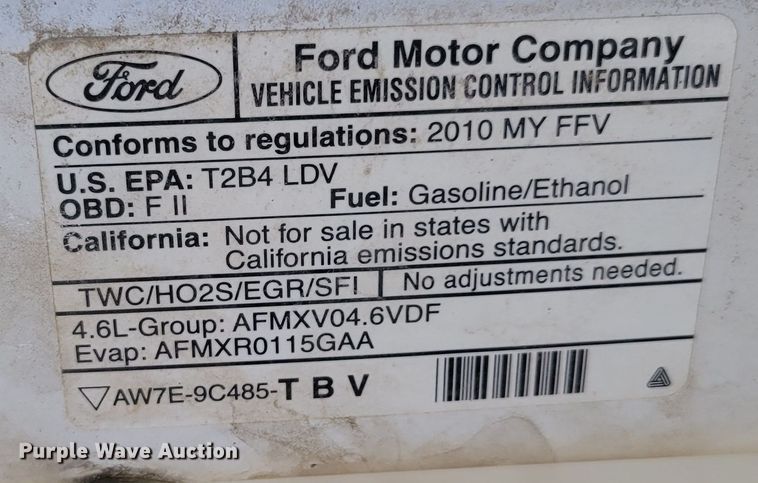 Ford
Ford Motor Company
VEHICLE EMISSION CONTROL INFORMATION
Conforms to regulations: 2010 MY FFV
U.S. EPA: T2B4 LDV
OBD: F II
Fuel: Gasoline/Ethanol
California: Not for sale in states with
California emissions standards.
TWC/HO2S/EGR/SFI
No adjustments needed.
4.6L-Group: AFMXV04.6VDF
Evap: AFMXR0115GAA
AW7E-9C485-T B V
Purple Wave Auction